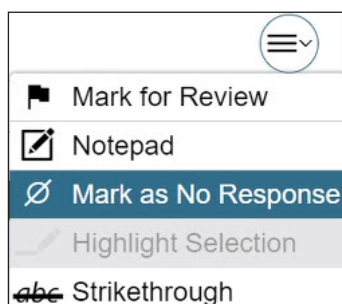 Mark for Review
Notepad
Mark as No Response
Highlight Selection
abc Strikethrough